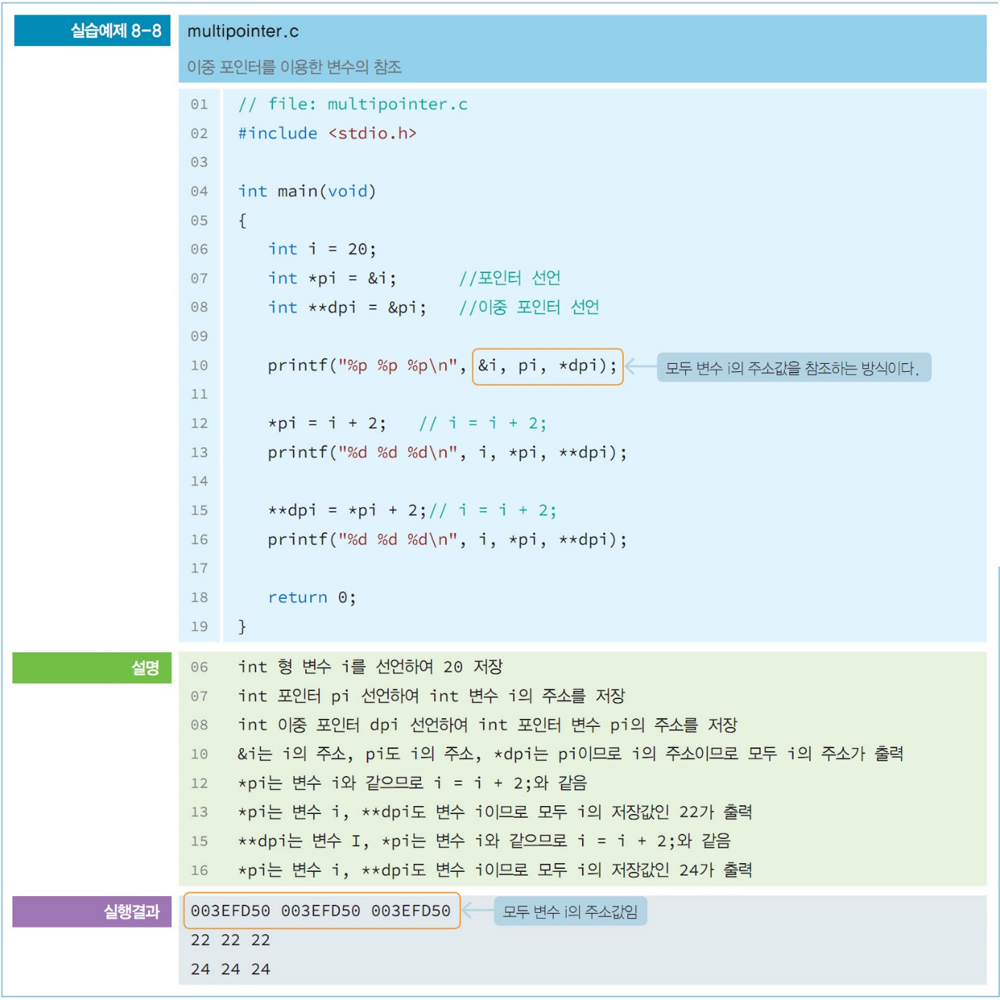 실습예제 8-8
multipointer.c
이중 포인터를 이용한 변수의 참조
01 // file: multipointer.c
02 #include <stdio.h>
03
04 int main(void)
05 {
06 int i = 20;
07 int *pi = &i; //포인터 선언
08 int **dpi = &pi; //이중 포인터 선언
09
10 printf("%p %p %p\n", &i, pi, *dpi); 모두 변수 i의 주소값을 참조하는 방식이다.
11
12 *pi = i + 2; // i = i + 2;
13 printf("%d %d %d\n", i, *pi, **dpi);
14
15 **dpi = *pi + 2;// i = i + 2;
16 printf("%d %d %d\n", i, *pi, **dpi);
17
18 return 0;
19 }
설명
06 int 형 변수 i를 선언하여 20 저장
07 int 포인터 pi 선언하여 int 변수 i의 주소를 저장
08 int 이중 포인터 dpi 선언하여 int 포인터 변수 pi의 주소를 저장
10 &i는 i의 주소, pi도 i의 주소, *dpi는 pi이므로 i의 주소이므로 모두 i의 주소가 출력
12 *pi는 변수 i와 같으므로 i = i + 2;와 같음
13 *pi는 변수 i, **dpi도 변수 i이므로 모두 i의 저장값인 22가 출력
15 **dpi는 변수 I, *pi는 변수 i와 같으므로 i = i + 2;와 같음
16 *pi는 변수 i, **dpi도 변수 i이므로 모두 i의 저장값인 24가 출력
실행결과
003EFD50 003EFD50 003EFD50 모두 변수 i의 주소값임
22 22 22
24 24 24